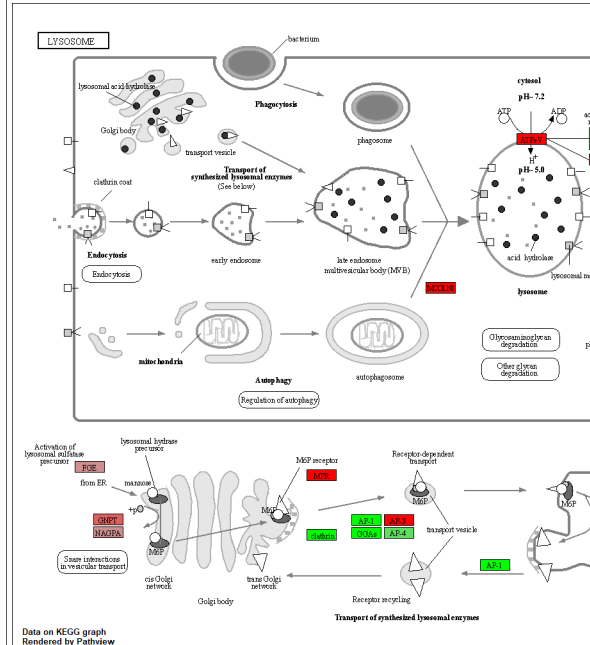 LYSOSOME
bacterium
lysosomal acid hydrolase
Golgi body
transport vesicle
Phagocytosis
phagosome
Transport of
synthesized lysosomal enzymes
(See below)
cytosol
pH= 7.2
ATP
ADP
ATPeV
H+
pH= 5.0
clathrin coat
Endocytosis
Endocytosis
early endosome
late endosome
multivesicular body (MVB)
acid hydrolase
lysosomal m
lysosome
MCOLN1
mitochondria
Autophagy
Regulation of autophagy
autophagosome
Glycosaminoglycan
degradation
Other glycan
degradation
Activation of
lysosomal sulfatase
precursor
FGE
from ER
lysosomal hydrase
precursor
mannose
+p
GNPT
NAGPA
M6P
Snare interactions
in vesicular transport
cis Golgi
network
Golgi body
trans Golgi
network
M6P
M6P receptor
MPR
clathrin
AP-1
AP-3
GGAs
AP-4
Receptor-dependent
transport
M6P
transport vesicle
Receptor recycling
AP-1
M6P
Transport of synthesized lysosomal enzymes
Data on KEGG graph
Rendered by Pathview